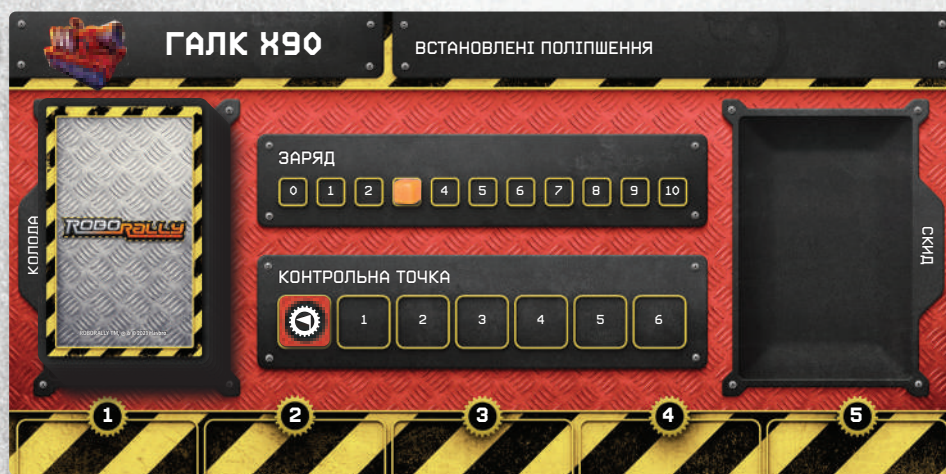 ГАЛК X90
ВСТАНОВЛЕНІ ПОЛІПШЕННЯ
ЗАРЯД
0 1 2 4 5 6 7 8 9 10
КОЛОДА
ROBORALLY
КОНТРОЛЬНА ТОЧКА
1 2 3 4 5 6
СКИД
1 2 3 4 5